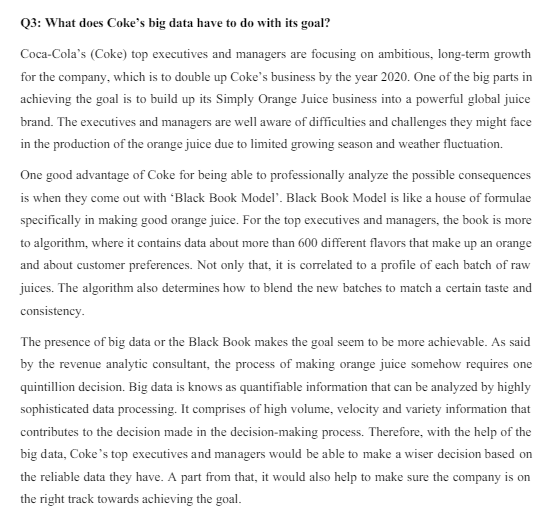 Q3: What does Coke's big data have to do with its goal?
Coca-Cola's (Coke) top executives and managers are focusing on ambitious, long-term growth
for the company, which is to double up Coke's business by the year 2020. One of the big parts in
achieving the goal is to build up its Simply Orange Juice business into a powerful global juice
brand. The executives and managers are well aware of difficulties and challenges they might face
in the production of the orange juice due to limited growing season and weather fluctuation.
One good advantage of Coke for being able to professionally analyze the possible consequences
is when they come out with 'Black Book Model'. Black Book Model is like a house of formulae
specifically in making good orange juice. For the top executives and managers, the book is more
to algorithm, where it contains data about more than 600 different flavors that make up an orange
and about customer preferences. Not only that, it is correlated to a profile of each batch of raw
juices. The algorithm also determines how to blend the new batches to match a certain taste and
consistency.
The presence of big data or the Black Book makes the goal seem to be more achievable. As said
by the revenue analytic consultant, the process of making orange juice somehow requires one
quintillion decision. Big data is knows as quantifiable information that can be analyzed by highly
sophisticated data processing. It comprises of high volume, velocity and variety information that
contributes to the decision made in the decision-making process. Therefore, with the help of the
big data, Coke's top executives and managers would be able to make a wiser decision based on
the reliable data they have. A part from that, it would also help to make sure the company is on
the right track towards achieving the goal.